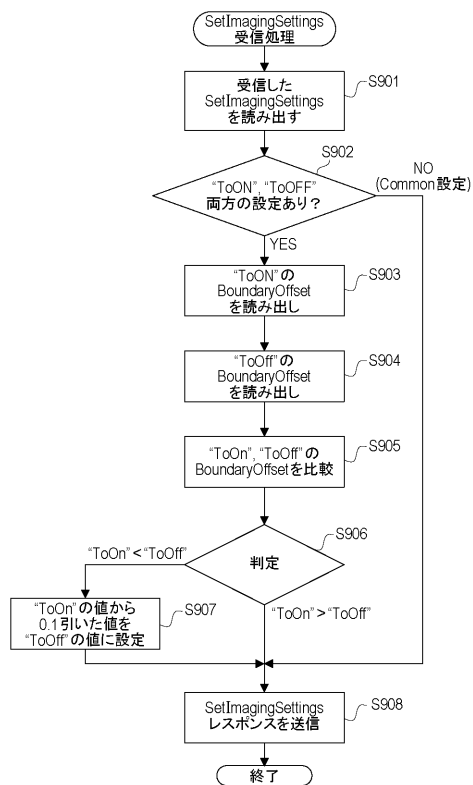 SetImagingSettings
受信処理
受信した
SetImagingSettings
を読み出す
S901
S902
"ToON", "ToOFF"
両方の設定あり？
NO
(Common設定)
YES
"ToON"の
BoundaryOffset
を読み出し
S903
"ToOff"の
BoundaryOffset
を読み出し
S904
"ToOn", "ToOff"の
BoundaryOffsetを比較
S905
S906
判定
"ToOn"<"ToOff"
"ToOn">"ToOff"
"ToOn"の値から
0.1引いた値を
"ToOff"の値に設定
S907
SetImagingSettings
レスポンスを送信
S908
終了